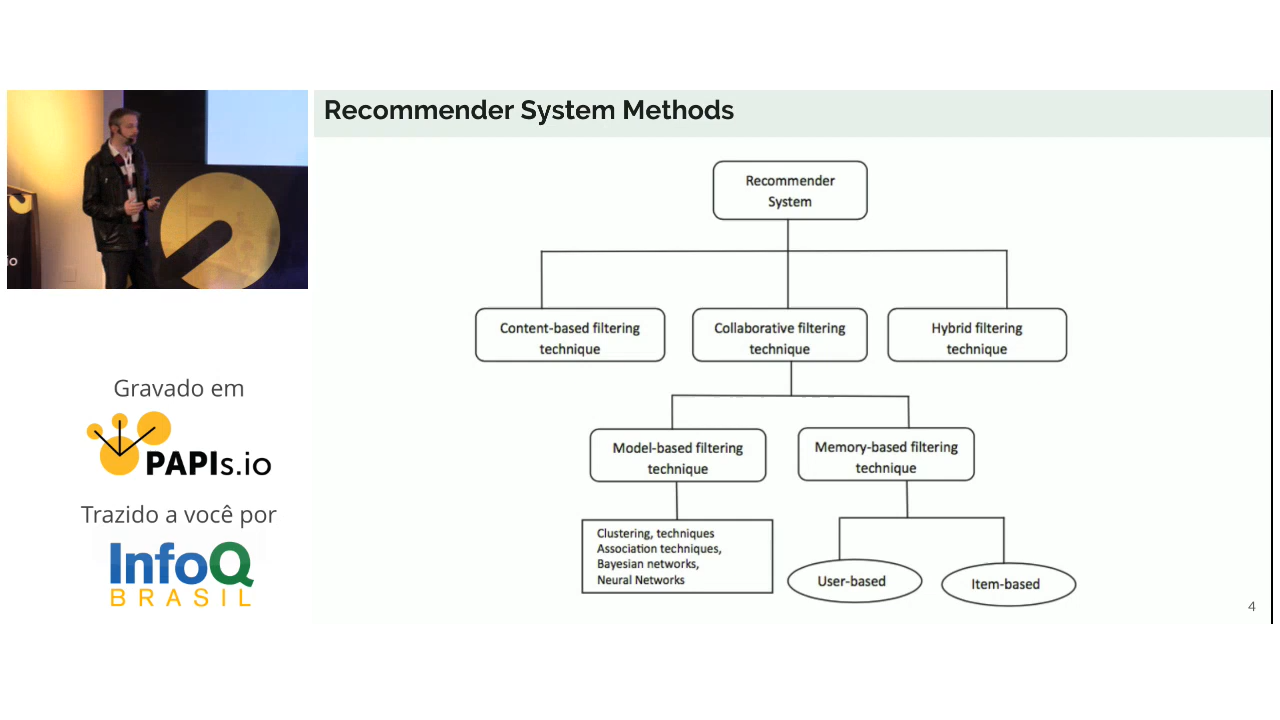 Recommender System Methods
Recommender
System
Content-based filtering
technique
Collaborative filtering
technique
Hybrid filtering
technique
Model-based filtering
technique
Memory-based filtering
technique
Clustering, techniques
Association techniques,
Bayesian networks,
Neural Networks
User-based
Item-based
4
io
Gravado em
PAPIs.io
Trazido a você por
InfoQ
BRASIL